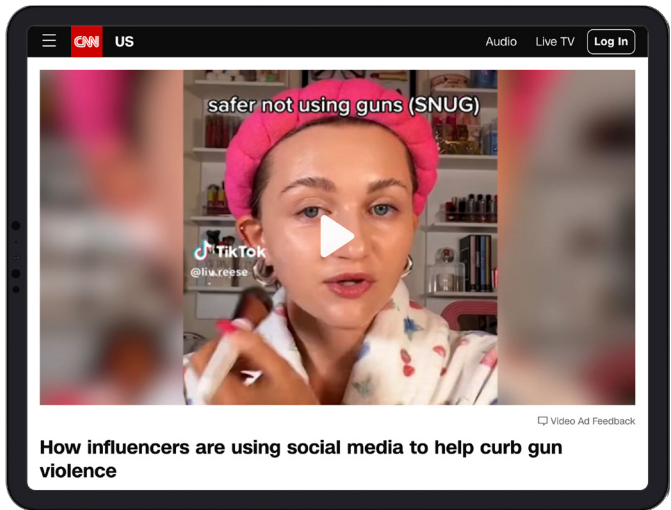 CNN US Audio Live TV Log In
safer not using guns (SNUG)
TikTok
@liv.reese
Video Ad Feedback
How influencers are using social media to help curb gun
violence